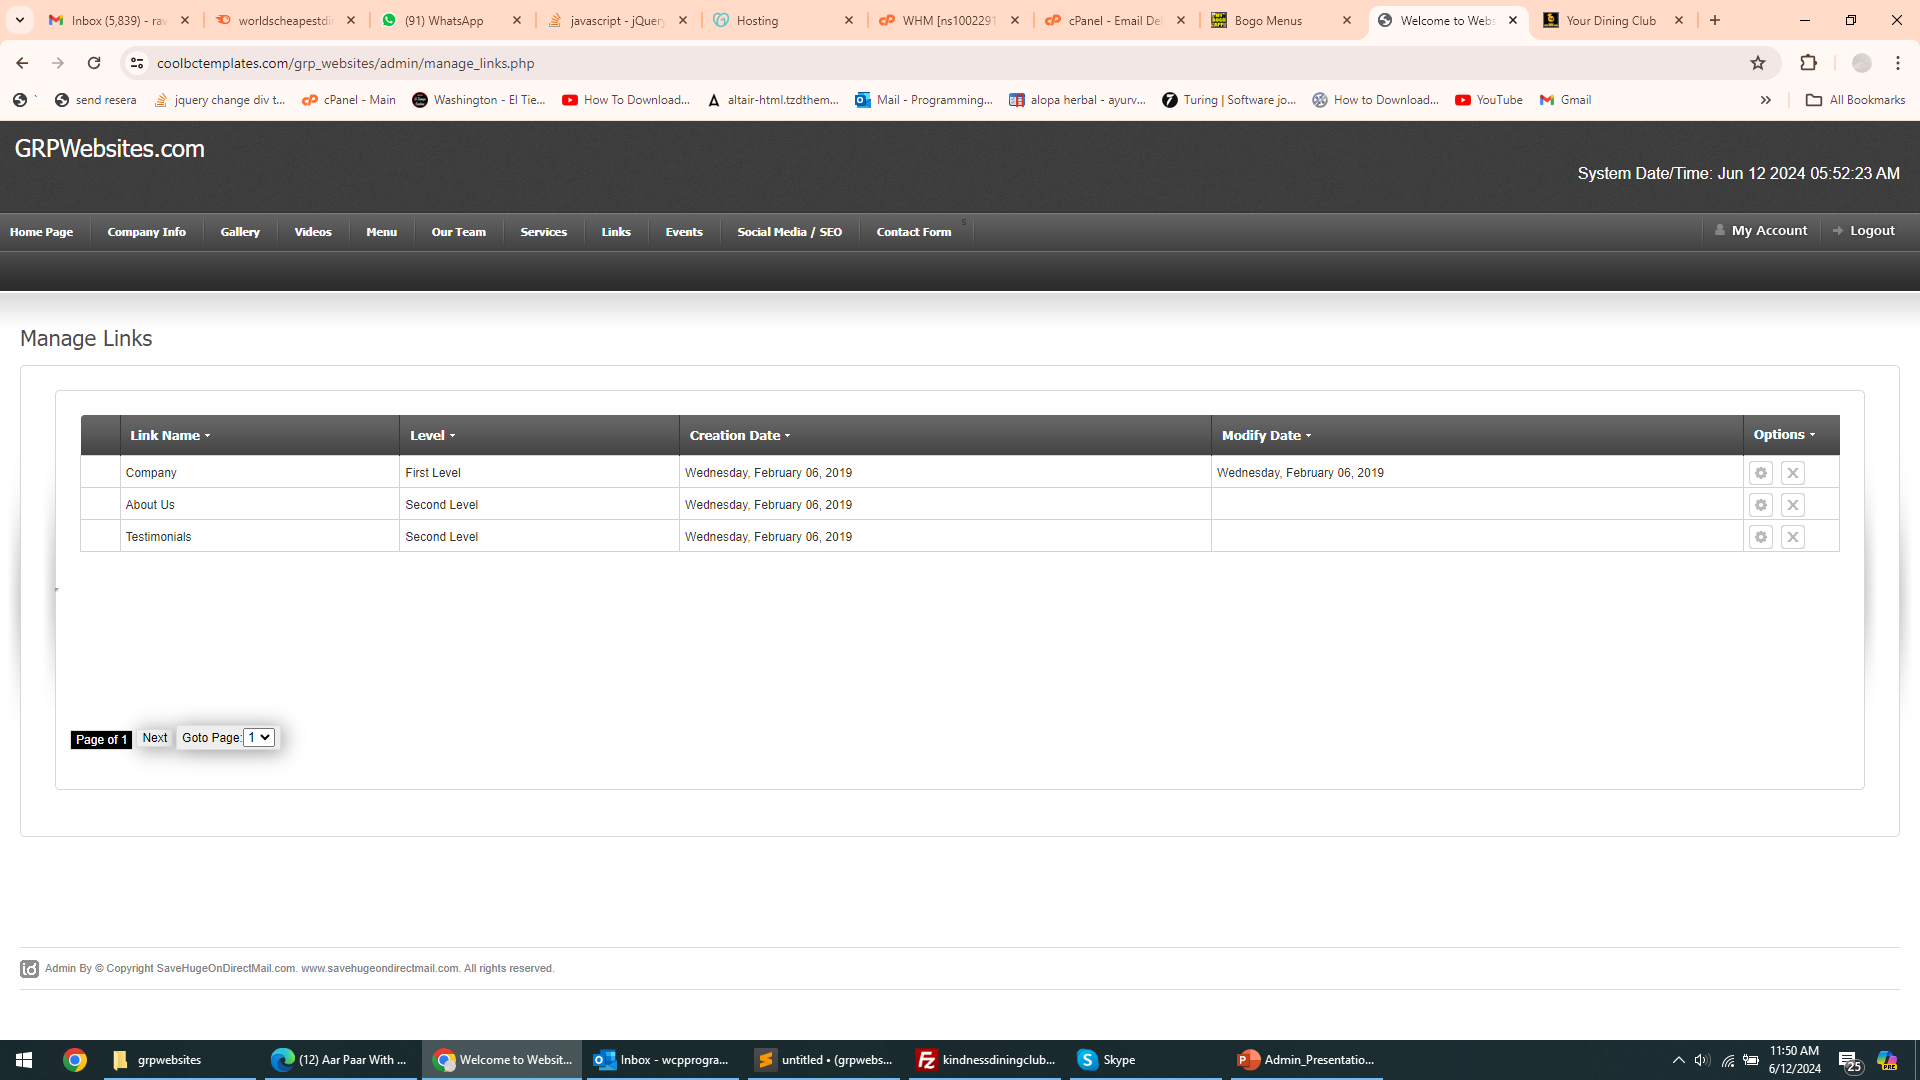 Inbox (5,839) - rav
worldscheapestdi
(91) WhatsApp
javascript - jQuery
Hosting
WHM [ns1002291
cPanel - Email Del
Bogo Menus
Welcome to Webs
Your Dining Club
coolbctemplates.com/grp_websites/admin/manage_links.php
send resera
jquery change div t...
cPanel - Main
Washington - El Tie...
How To Download...
altair-html.tzdthem...
Mail - Programming...
alopa herbal - ayurv...
Turing | Software jo...
How to Download...
YouTube
Gmail
All Bookmarks
GRPWebsites.com
System Date/Time: Jun 12 2024 05:52:23 AM
Home Page Company Info Gallery Videos Menu Our Team Services Links Events Social Media / SEO Contact Form s My Account Logout
Manage Links
Link Name Level Creation Date Modify Date Options
Company First Level Wednesday, February 06, 2019 Wednesday, February 06, 2019
About Us Second Level Wednesday, February 06, 2019
Testimonials Second Level Wednesday, February 06, 2019
Page of 1 Next Goto Page: 1
Admin By © Copyright SaveHugeOnDirectMail.com. www.savehugeondirectmail.com. All rights reserved.
grpwebsites
(12) Aar Paar With ...
Welcome to Websit...
Inbox - wcpprogra...
untitled • (grpwebs...
kindnessdiningclub...
Skype
Admin_Presentatio...
11:50 AM
6/12/2024
25